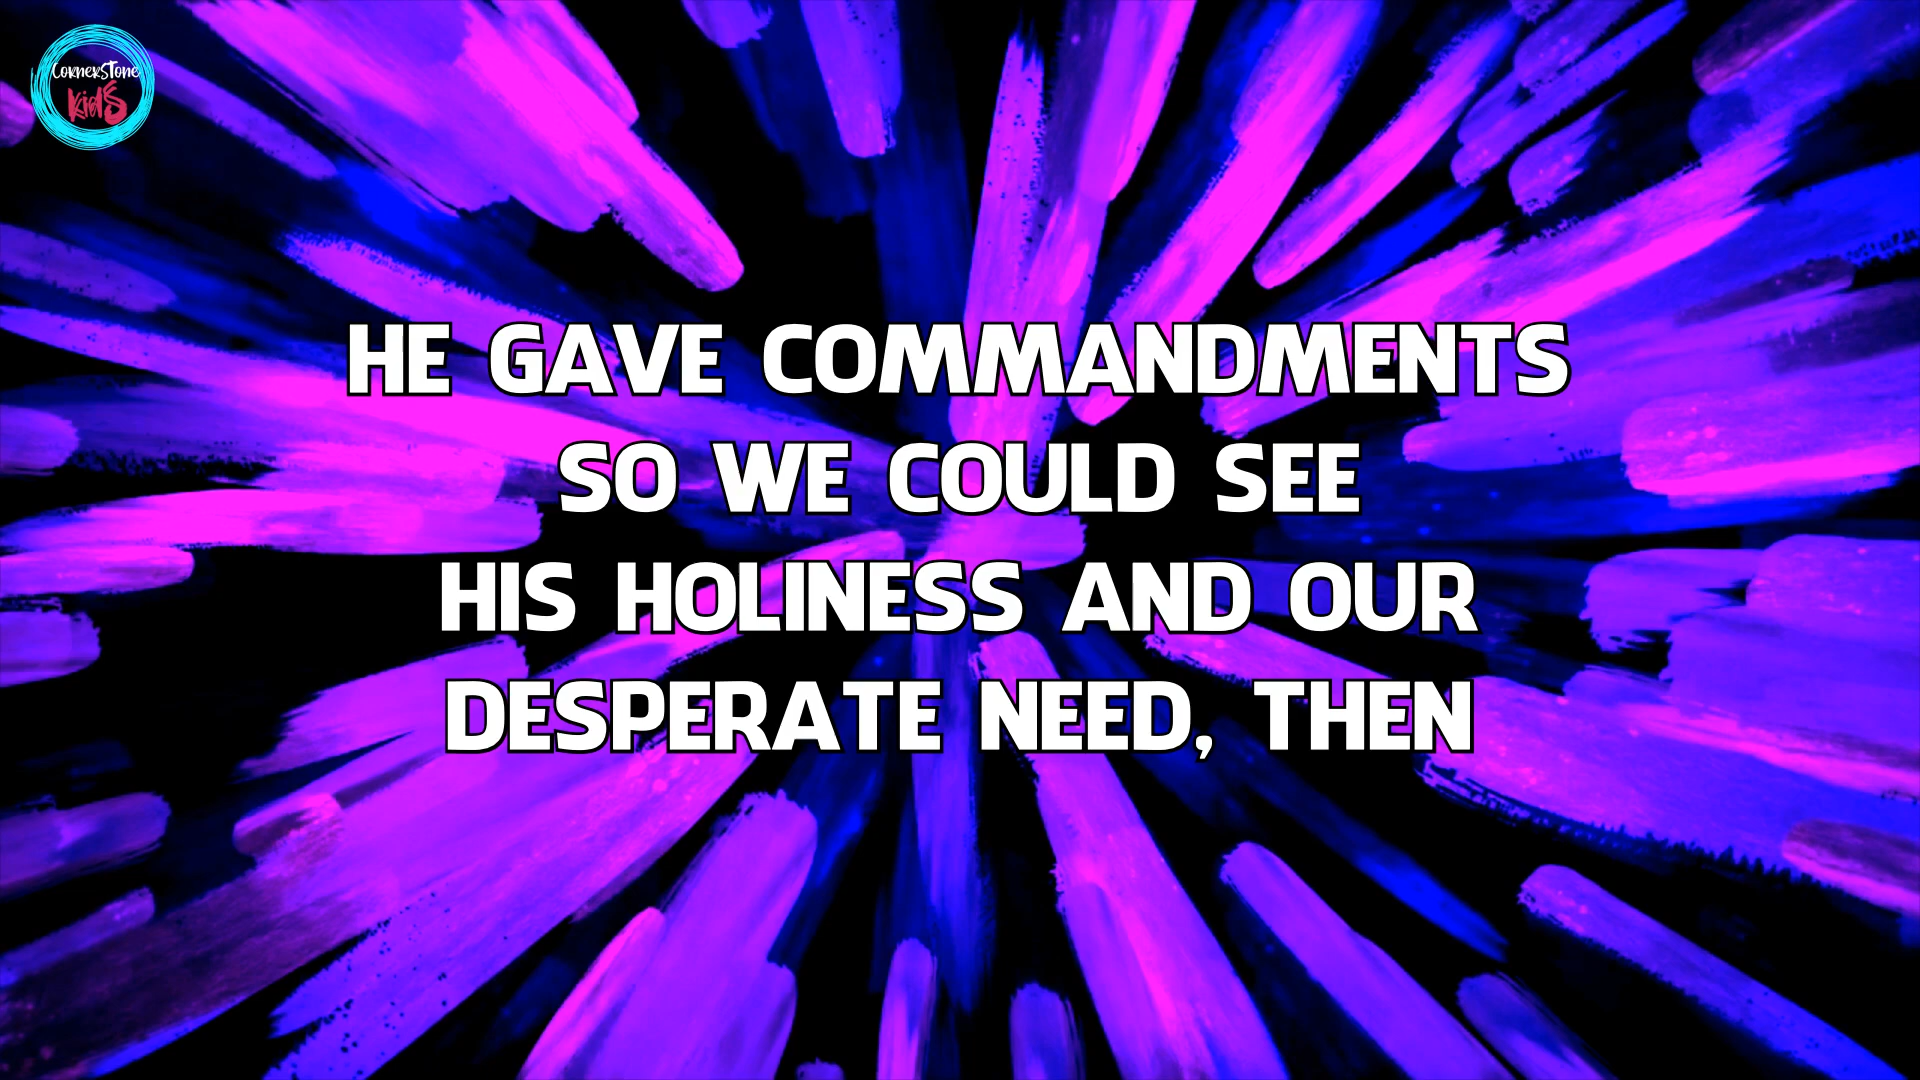 CORNERSTONE
KidS
HE GAVE COMMANDMENTS
SO WE COULD SEE
HIS HOLINESS AND OUR
DESPERATE NEED, THEN